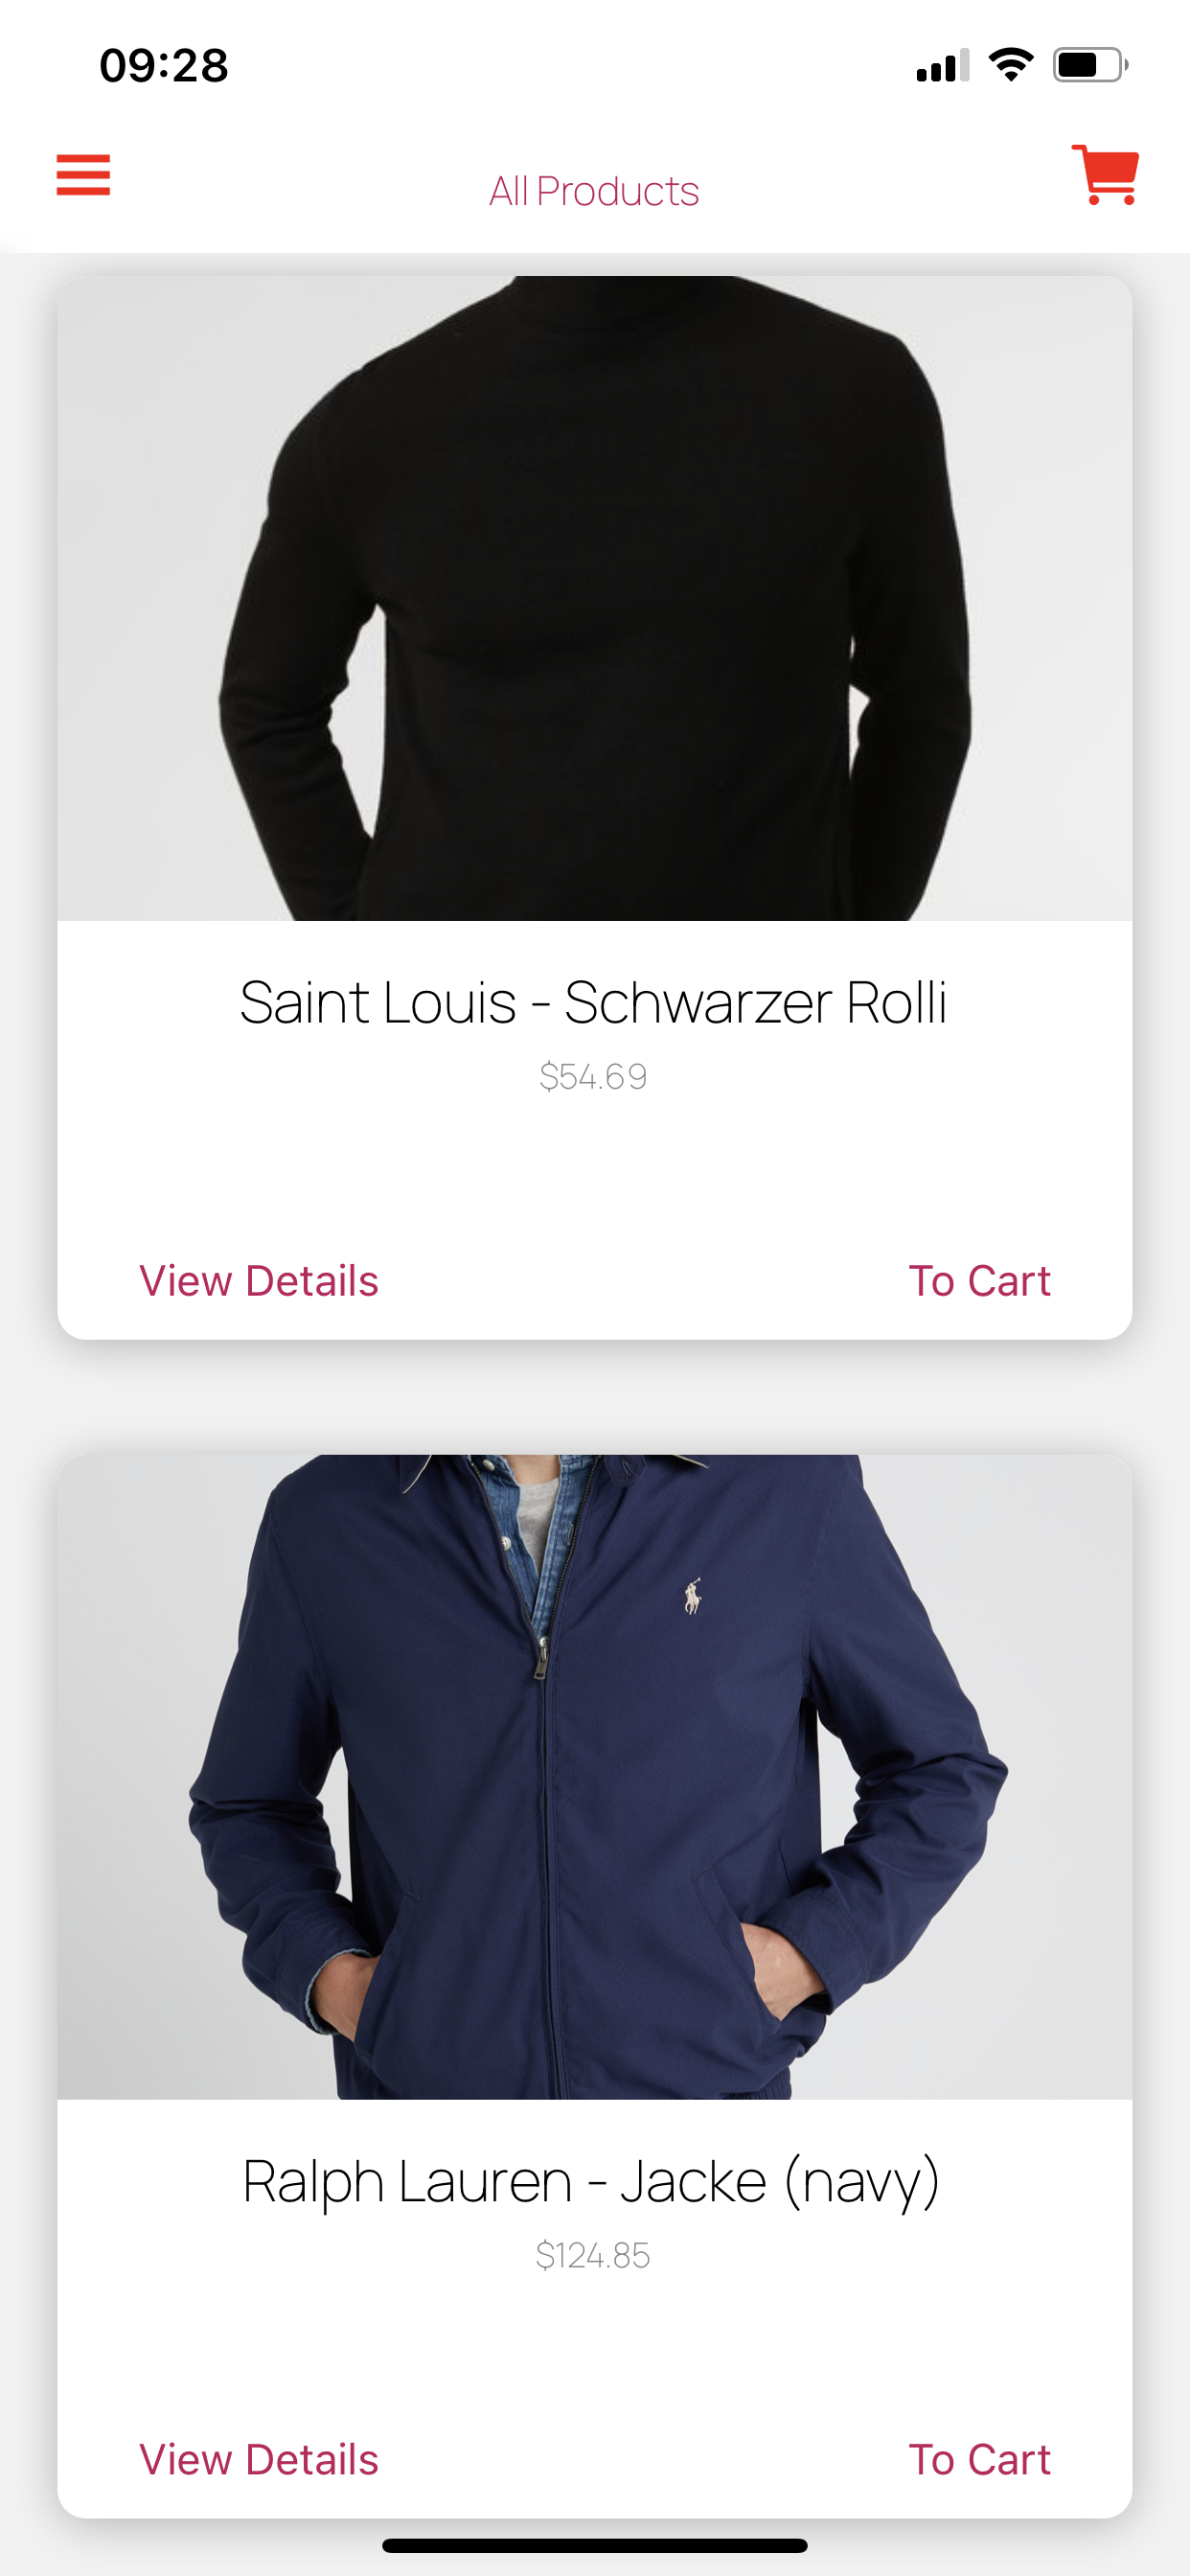 09:28
All Products
Saint Louis - Schwarzer Rolli
$54.69
View Details To Cart
Ralph Lauren - Jacke (navy)
$124.85
View Details To Cart